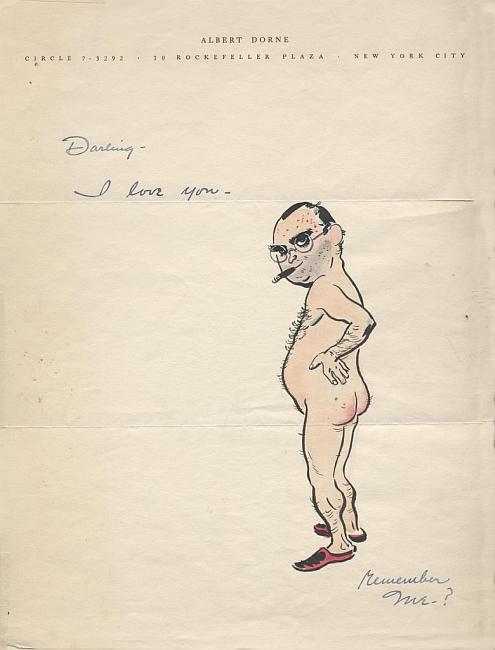 ALBERT DORNE
CIRCLE 7-3292 · 30 ROCKEFELLER PLAZA · NEW YORK CITY
Darling-
I love you-
Remember
Me-?